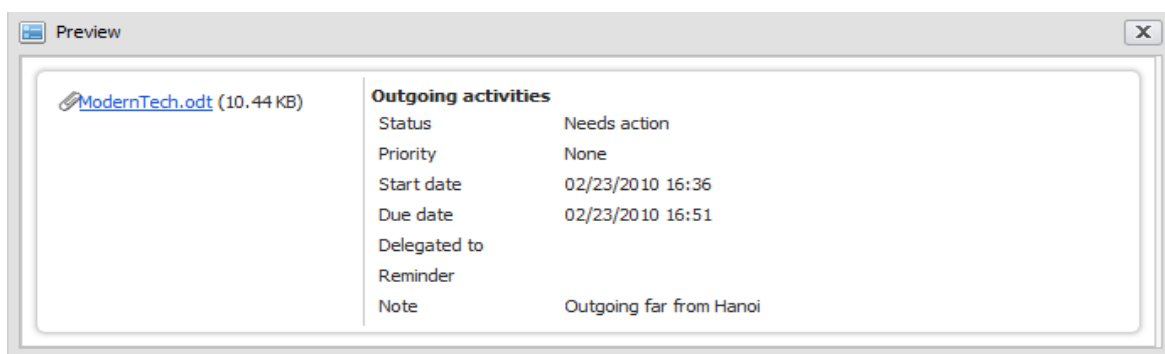 Preview
ModernTech.odt (10.44 KB)
Outgoing activities
Status Needs action
Priority None
Start date 02/23/2010 16:36
Due date 02/23/2010 16:51
Delegated to
Reminder
Note Outgoing far from Hanoi